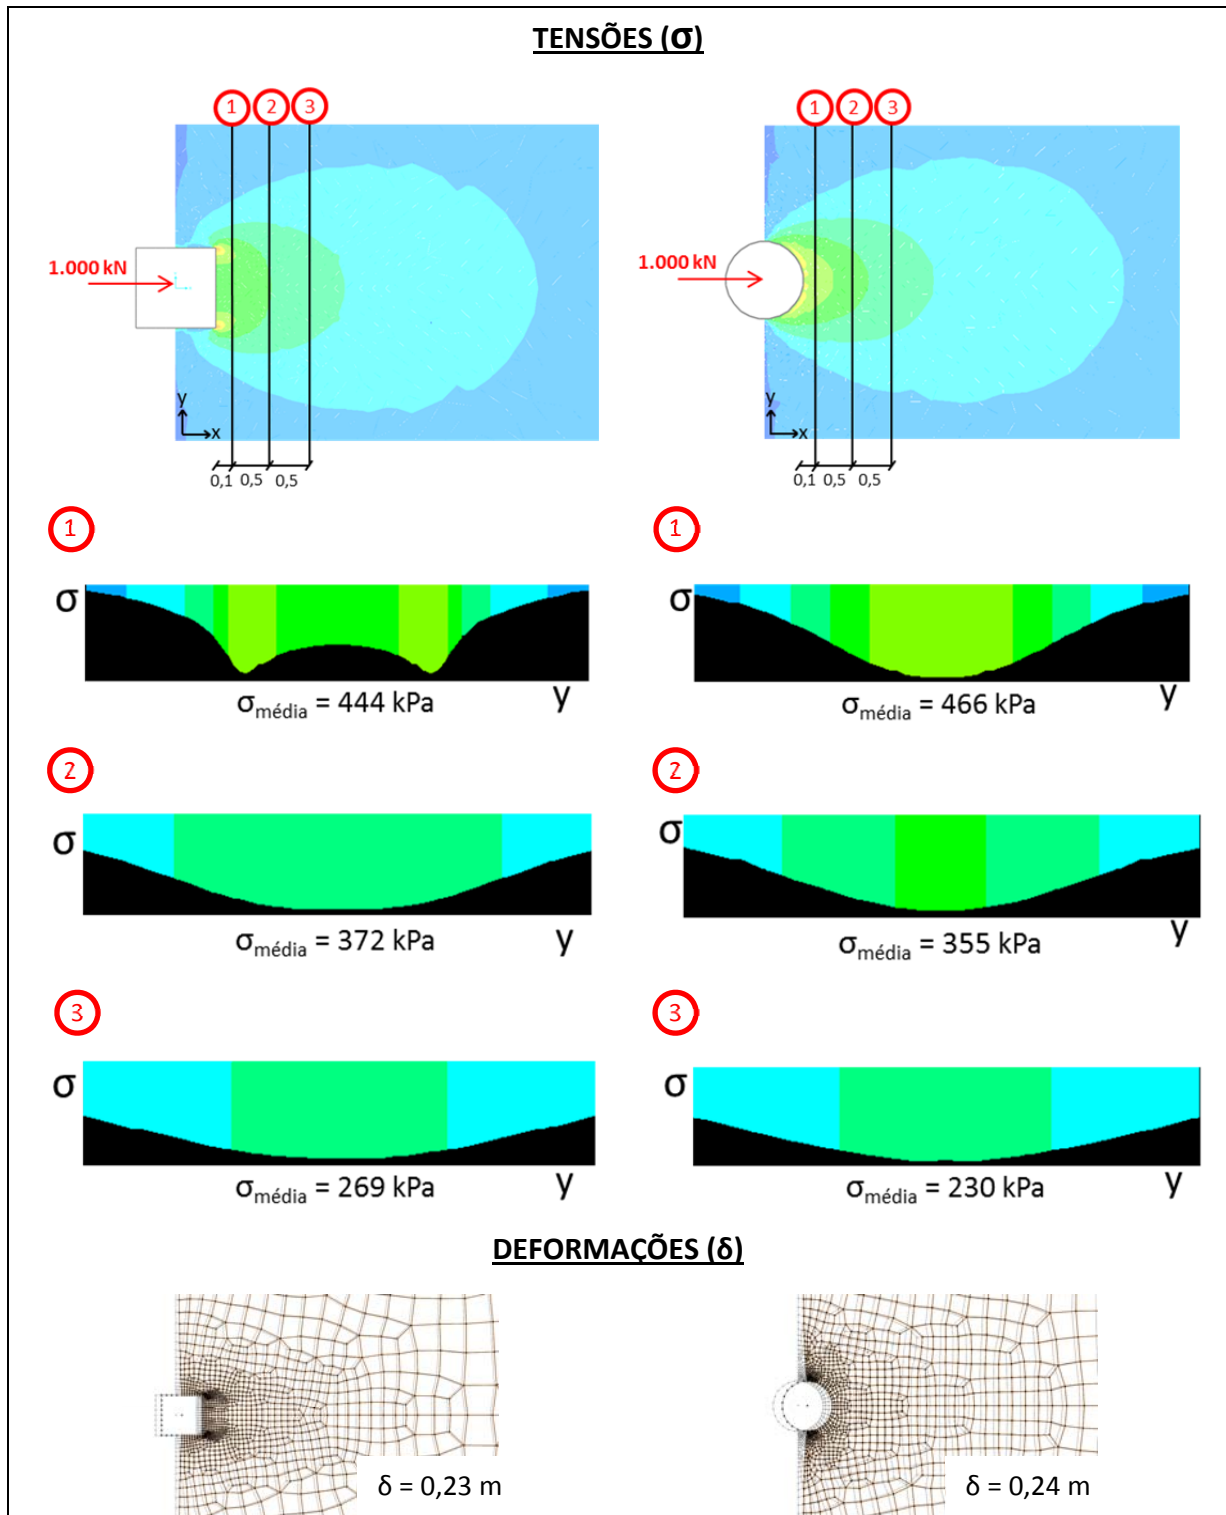 TENSÕES (σ)
1 2 3
1 2 3
1.000 kN
1.000 kN
y
x
y
x
0,1 0,5 0,5
0,1 0,5 0,5
1
1
σ
σ
σmédia = 444 kPa
y
σmédia = 466 kPa
y
2
2
σ
σ
σmédia = 372 kPa
y
σmédia = 355 kPa
y
3
3
σ
σ
σmédia = 269 kPa
y
σmédia = 230 kPa
y
DEFORMAÇÕES (δ)
δ = 0,23 m
δ = 0,24 m